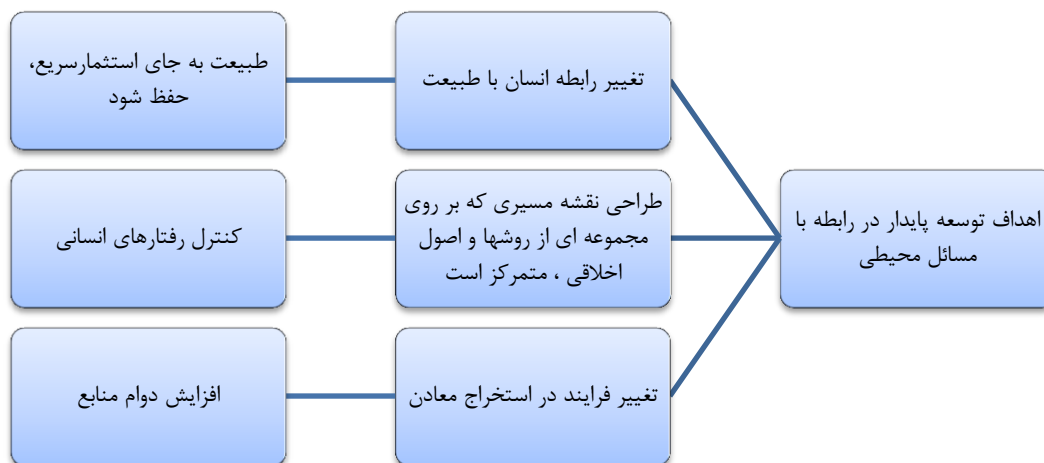 اهداف توسعه پایدار در رابطه با
مسائل محیطی
تغییر رابطه انسان با طبیعت
طبیعت به جای استثمارسریع،
حفظ شود
طراحی نقشه مسیری که بر روی
مجموعه ای از روشها و اصول
اخلاقی ، متمرکز است
کنترل رفتارهای انسانی
تغییر فرایند در استخراج معادن
افزایش دوام منابع